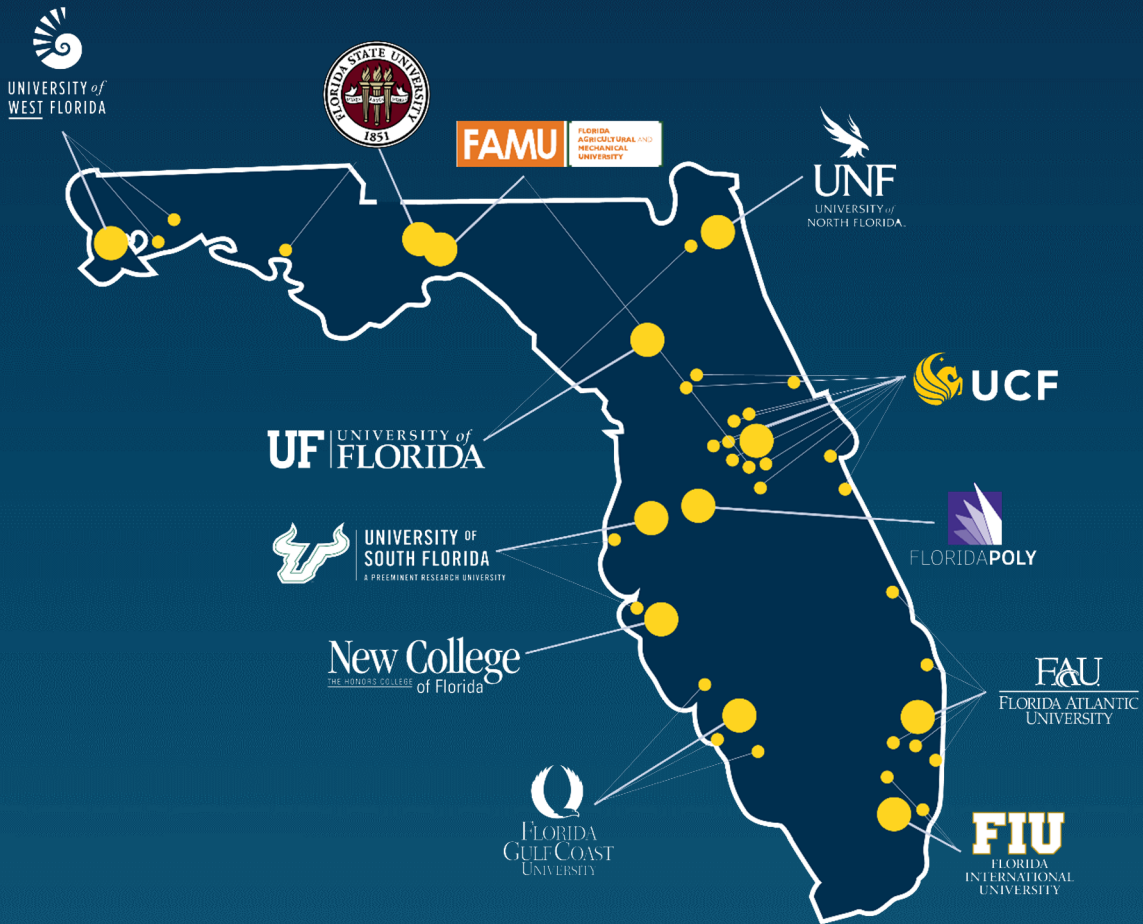 UNIVERSITY of
WEST FLORIDA
FLORIDA STATE UNIVERSITY
1851
FAMU
FLORIDA
AGRICULTURAL AND
MECHANICAL
UNIVERSITY
UNF
UNIVERSITY of
NORTH FLORIDA.
UCF
UF
UNIVERSITY of
FLORIDA
UNIVERSITY OF
SOUTH FLORIDA
A PREEMINENT RESEARCH UNIVERSITY
FLORIDAPOLY
New College
THE HONORS COLLEGE
of Florida
FAU
FLORIDA ATLANTIC
UNIVERSITY
FLORIDA
GULF COAST
UNIVERSITY
FIU
FLORIDA
INTERNATIONAL
UNIVERSITY